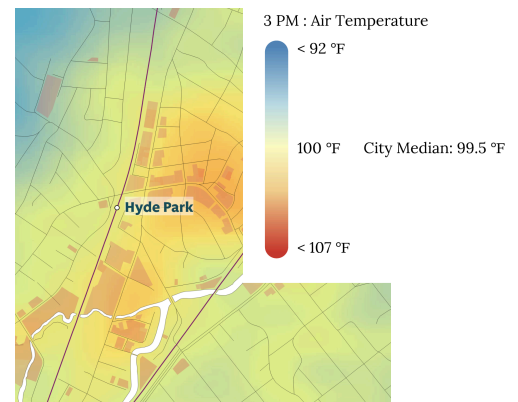 3 PM : Air Temperature
< 92 °F
100 °F City Median: 99.5 °F
Hyde Park
< 107 °F